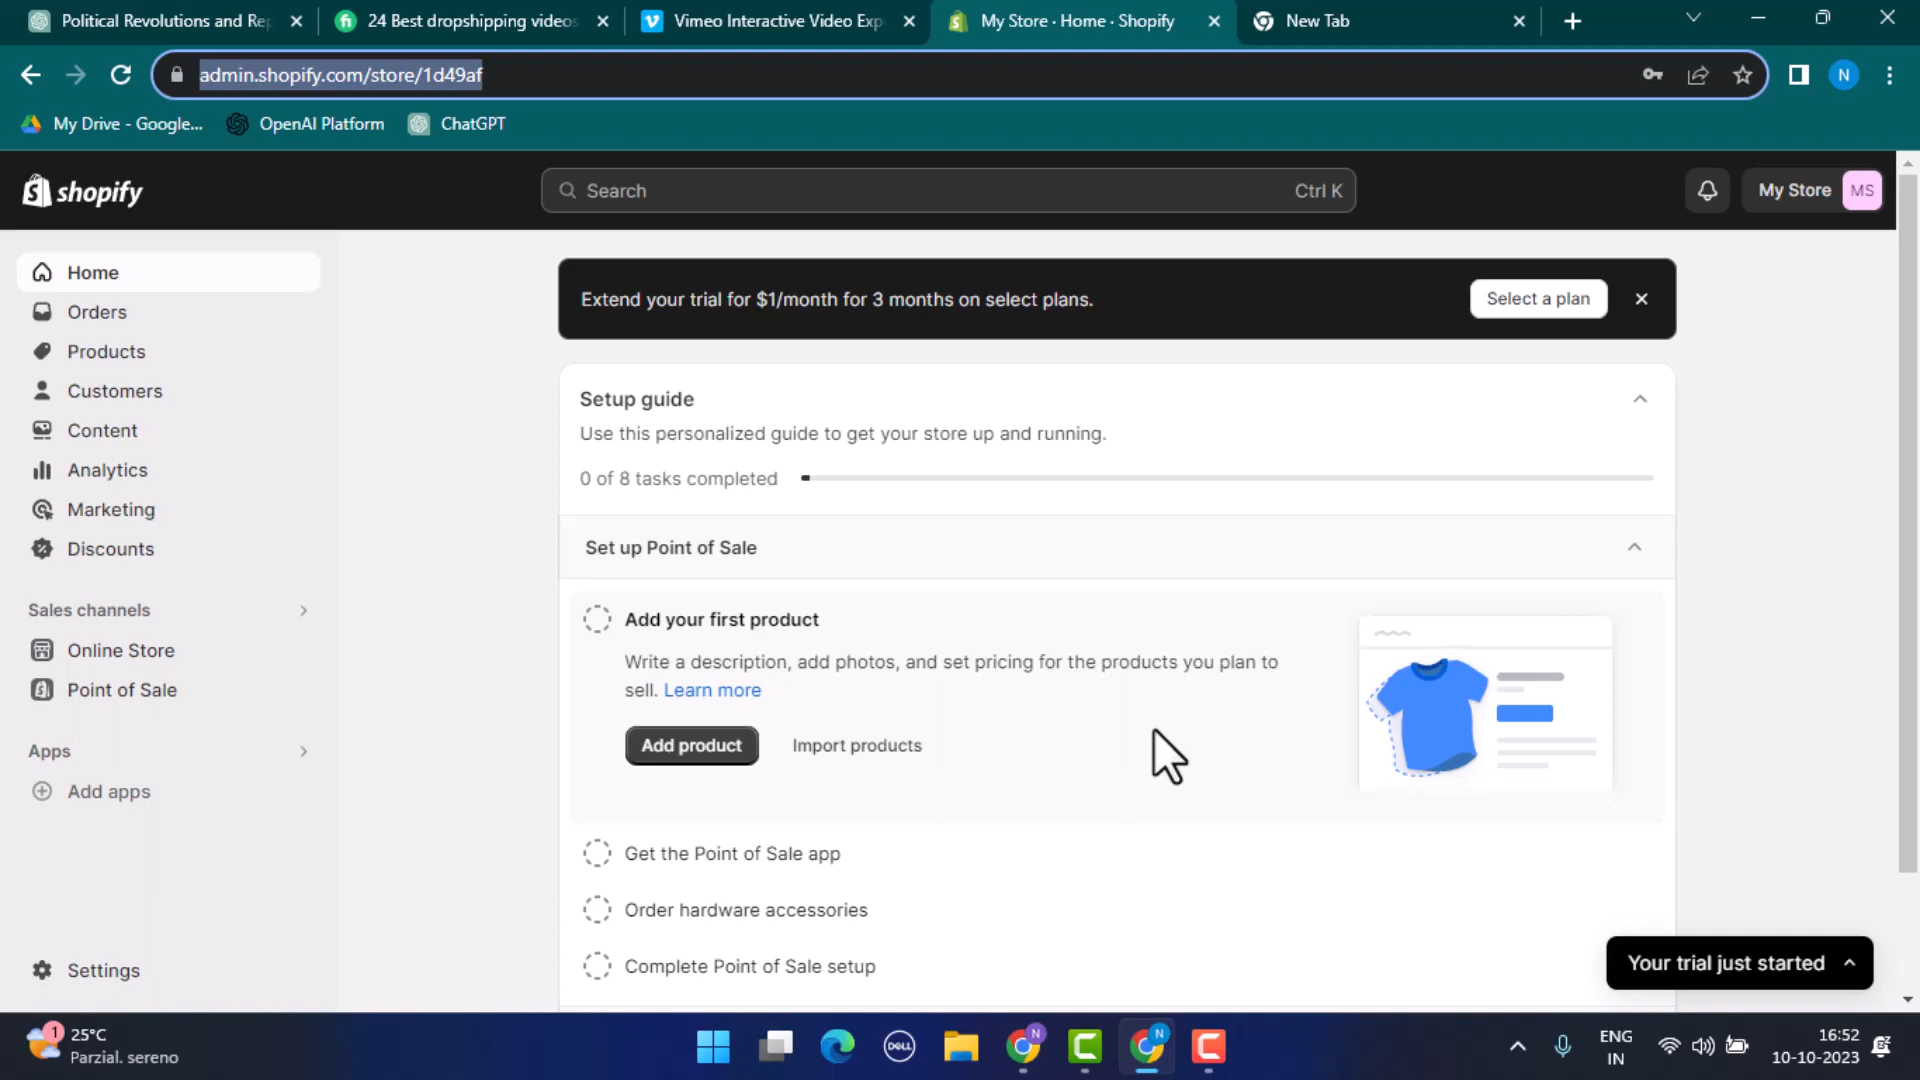 Political Revolutions and Rep
24 Best dropshipping videos
Vimeo Interactive Video Exp
My Store · Home · Shopify
New Tab
admin.shopify.com/store/1d49af
N
My Drive - Google...
OpenAI Platform
ChatGPT
shopify
Search
Ctrl K
My Store
MS
Home
Orders
Products
Customers
Content
Analytics
Marketing
Discounts
Sales channels
Online Store
Point of Sale
Apps
Add apps
Settings
Extend your trial for $1/month for 3 months on select plans.
Select a plan
Setup guide
Use this personalized guide to get your store up and running.
0 of 8 tasks completed
Set up Point of Sale
Add your first product
Write a description, add photos, and set pricing for the products you plan to
sell. Learn more
Add product
Import products
Get the Point of Sale app
Order hardware accessories
Complete Point of Sale setup
Your trial just started
1
25°C
Parzial. sereno
DELL
N
N
ENG
IN
16:52
10-10-2023